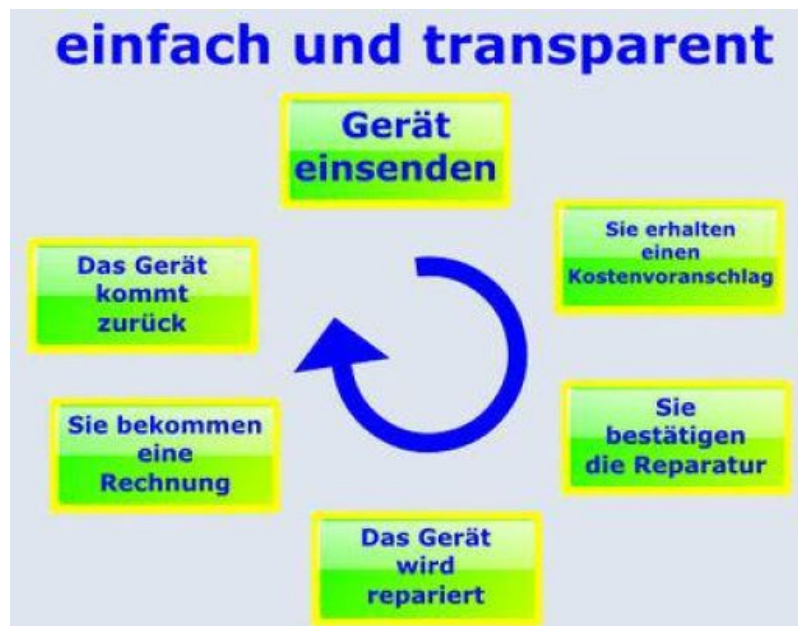 einfach und transparent
Gerät
einsenden
Sie erhalten
einen
Kostenvoranschlag
Sie
bestätigen
die Reparatur
Das Gerät
wird
repariert
Sie bekommen
eine
Rechnung
Das Gerät
kommt
zurück